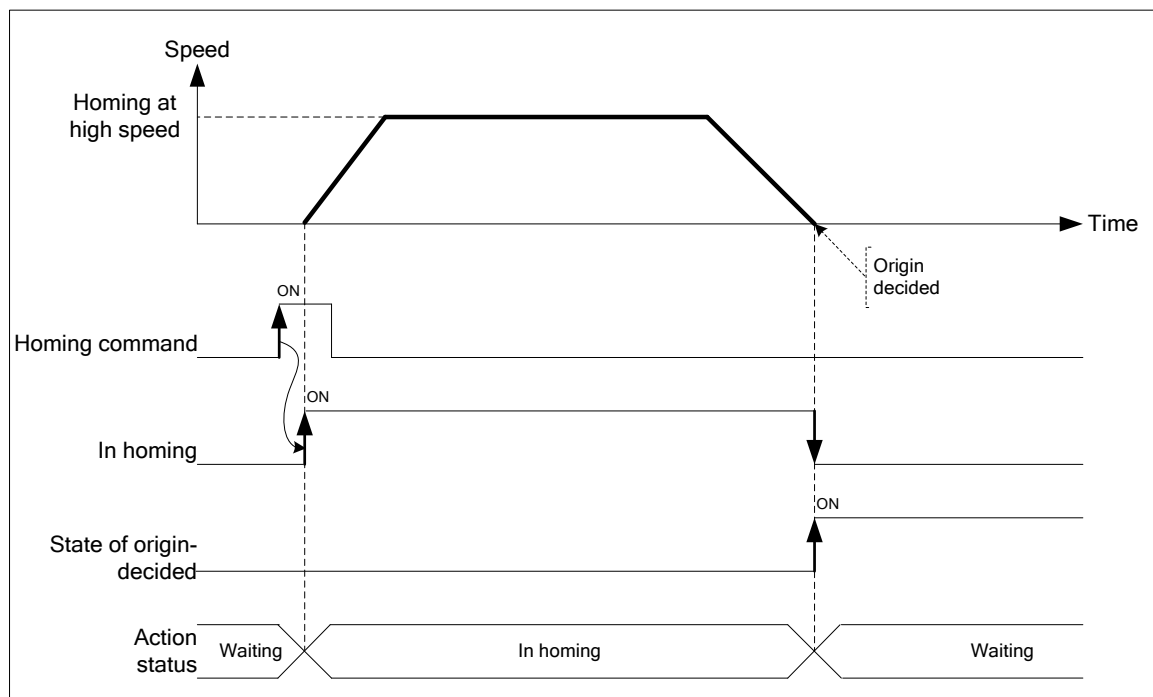 Speed
Homing at
high speed
Time
Origin
decided
ON
Homing command
ON
In homing
ON
State of origin-
decided
Action
status
Waiting
In homing
Waiting